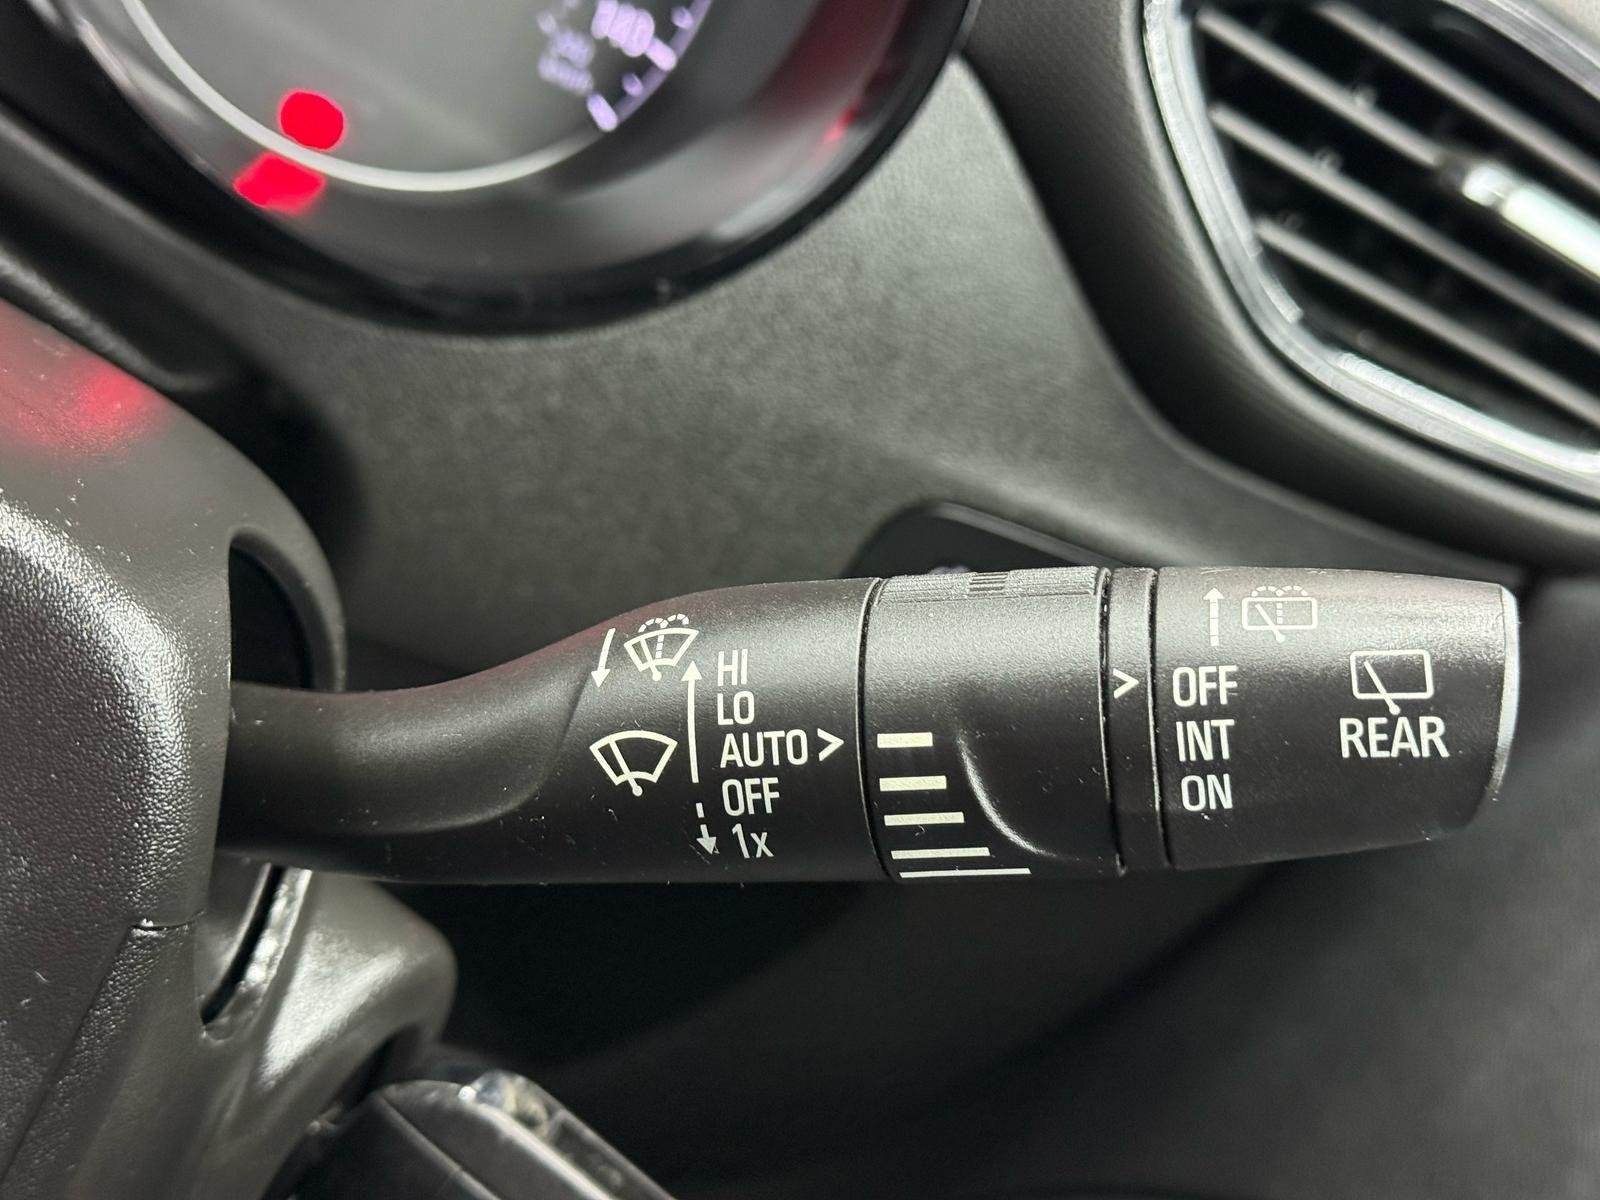 HI
LO
AUTO >
OFF
1x
>
OFF
INT
ON
REAR